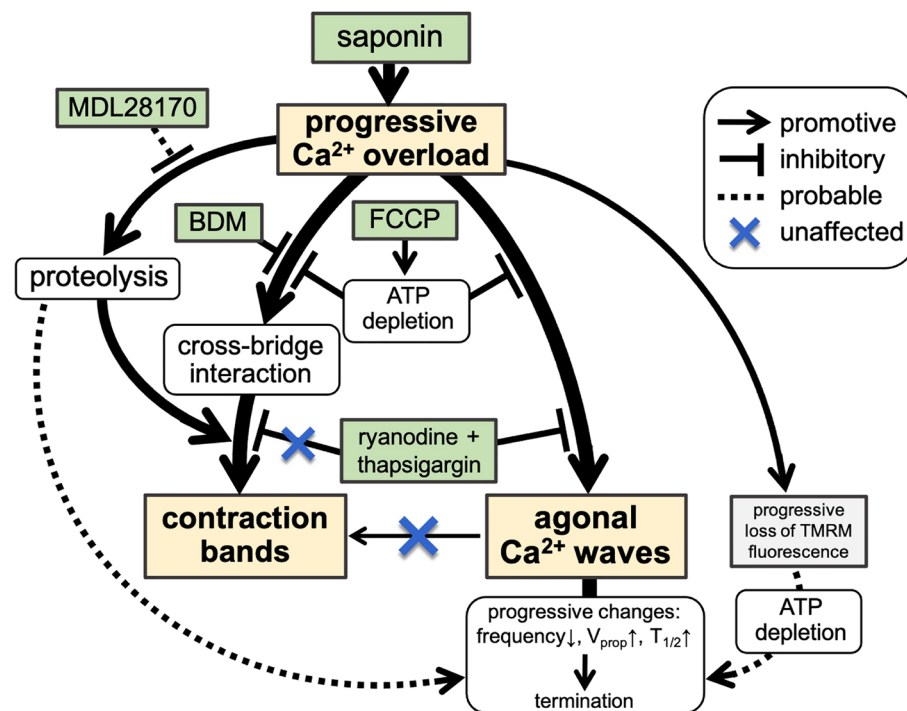 saponin
MDL28170
progressive
Ca²⁺ overload
promotive
inhibitory
probable
unaffected
BDM
FCCP
proteolysis
ATP
depletion
cross-bridge
interaction
ryanodine +
thapsigargin
contraction
bands
agonal
Ca²⁺ waves
progressive
loss of TMRM
fluorescence
progressive changes:
frequency↓, Vprop↑, T1/2↑
termination
ATP
depletion